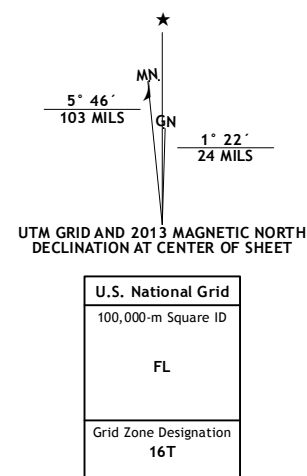 ★
MN
5° 46´
103 MILS
GN
1° 22´
24 MILS
UTM GRID AND 2013 MAGNETIC NORTH
DECLINATION AT CENTER OF SHEET
U.S. National Grid
100,000-m Square ID
FL
Grid Zone Designation
16T